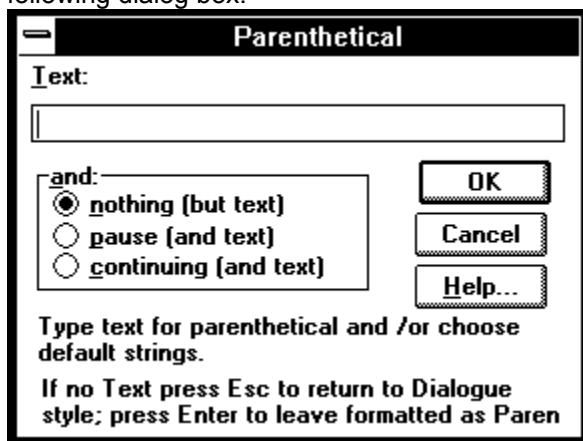 following dialog box.
Parenthetical
Text:
and:
nothing (but text)
pause (and text)
continuing (and text)
OK
Cancel
Help...
Type text for parenthetical and /or choose
default strings.
If no Text press Esc to return to Dialogue
style; press Enter to leave formatted as Paren